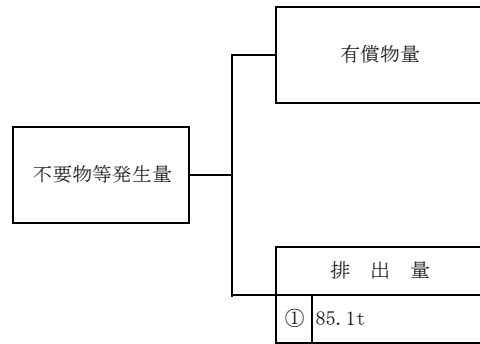 有償物量
不要物等発生量
排 出 量
① 85.1t